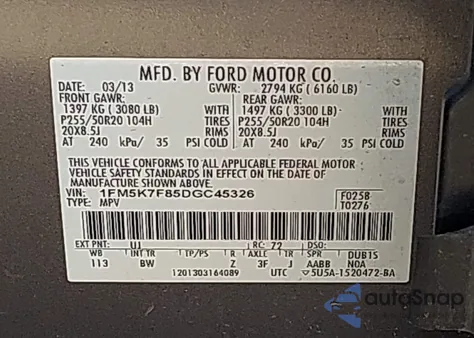 MFD. BY FORD MOTOR CO.
DATE: 03/13 GVWR: 2794 KG (6160 LB)
FRONT GAWR: REAR GAWR:
1397 KG (3080 LB) WITH 1497 KG (3300 LB) WITH
P255/50R20 104H TIRES P255/50R20 104H TIRES
20X8.5J RIMS 20X8.5J RIMS
AT 240 kPa/ 35 PSI COLD AT 240 kPa/ 35 PSI COLD
THIS VEHICLE CONFORMS TO ALL APPLICABLE FEDERAL MOTOR
VEHICLE SAFETY AND BUMPER STANDARDS IN EFFECT ON THE DATE OF
MANUFACTURE SHOWN ABOVE.
VIN: 1FM5K7F85DGC45326 F0258
TYPE: MPV T0276
EXT PNT: UJ RC: 72 DSO:
WB INT TR TP/PS R AXLE TR SPR DUB1S
113 BW Z 3F J AABB NOA
1201303164089 UTC 5U5A-1520472-BA
autoSnap